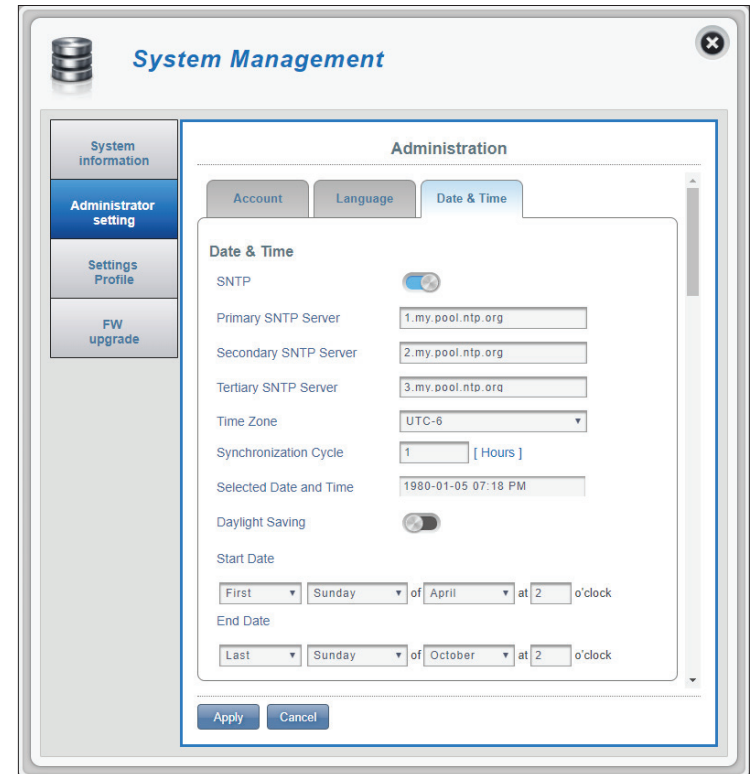 System Management
System
information
Administrator
setting
Settings
Profile
FW
upgrade
Administration
Account Language Date & Time
Date & Time
SNTP
Primary SNTP Server 1.my.pool.ntp.org
Secondary SNTP Server 2.my.pool.ntp.org
Tertiary SNTP Server 3.my.pool.ntp.org
Time Zone UTC-6
Synchronization Cycle 1 [ Hours ]
Selected Date and Time 1980-01-05 07:18 PM
Daylight Saving
Start Date
First Sunday of April at 2 o'clock
End Date
Last Sunday of October at 2 o'clock
Apply Cancel